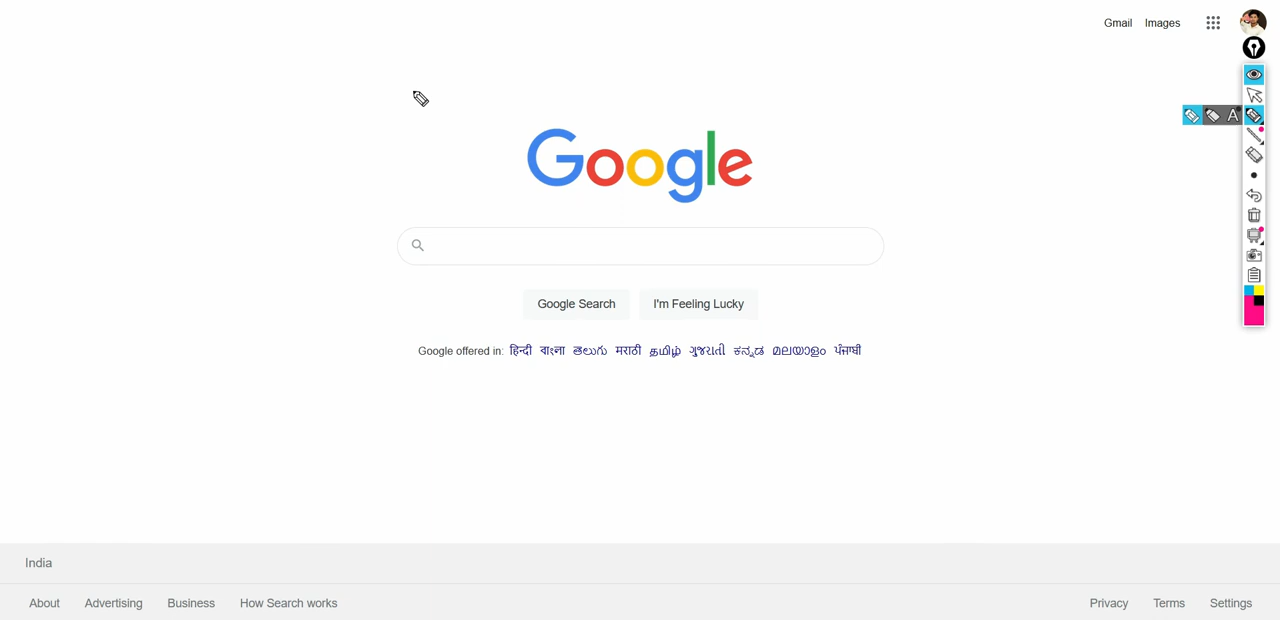 Gmail Images
A
Google
Google Search I'm Feeling Lucky
Google offered in: हिन्दी বাংলা తెలుగు मराठी தமிழ் ગુજરાતી ಕನ್ನಡ മലയാളം ਪੰਜਾਬੀ
India
About Advertising Business How Search works Privacy Terms Settings